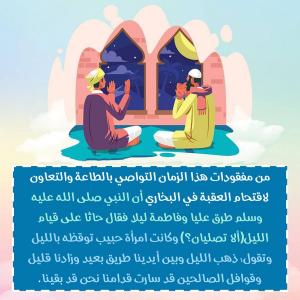 من مفقودات هذا الزمان التواصي بالطاعة والتعاون
لاقتحام العقبة في البخاري أن النبي صلى الله عليه
وسلم طرق عليا وفاطمة ليلا فقال حاثا على قيام
الليل(ألا تصليان؟) وكانت امرأة حبيب توقظه بالليل
وتقول: ذهب الليل وبين أيدينا طريق بعيد وزادنا قليل
وقوافل الصالحين قد سارت قدامنا نحن قد بقينا.